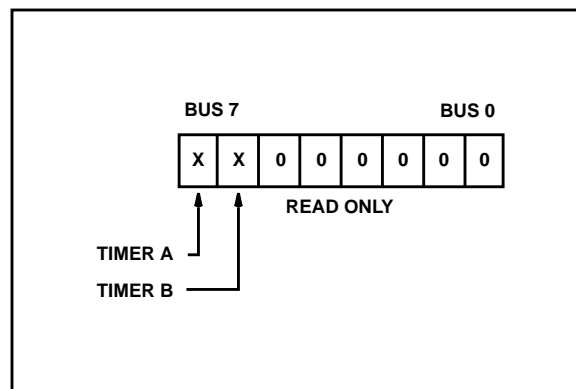 BUS 7 BUS 0
X X 0 0 0 0 0 0
READ ONLY
TIMER A
TIMER B